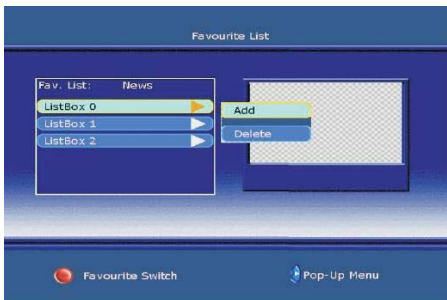 Favourite List
Fav. List: News
ListBox 0
Add
ListBox 1
Delete
ListBox 2
Favourite Switch
Pop-Up Menu